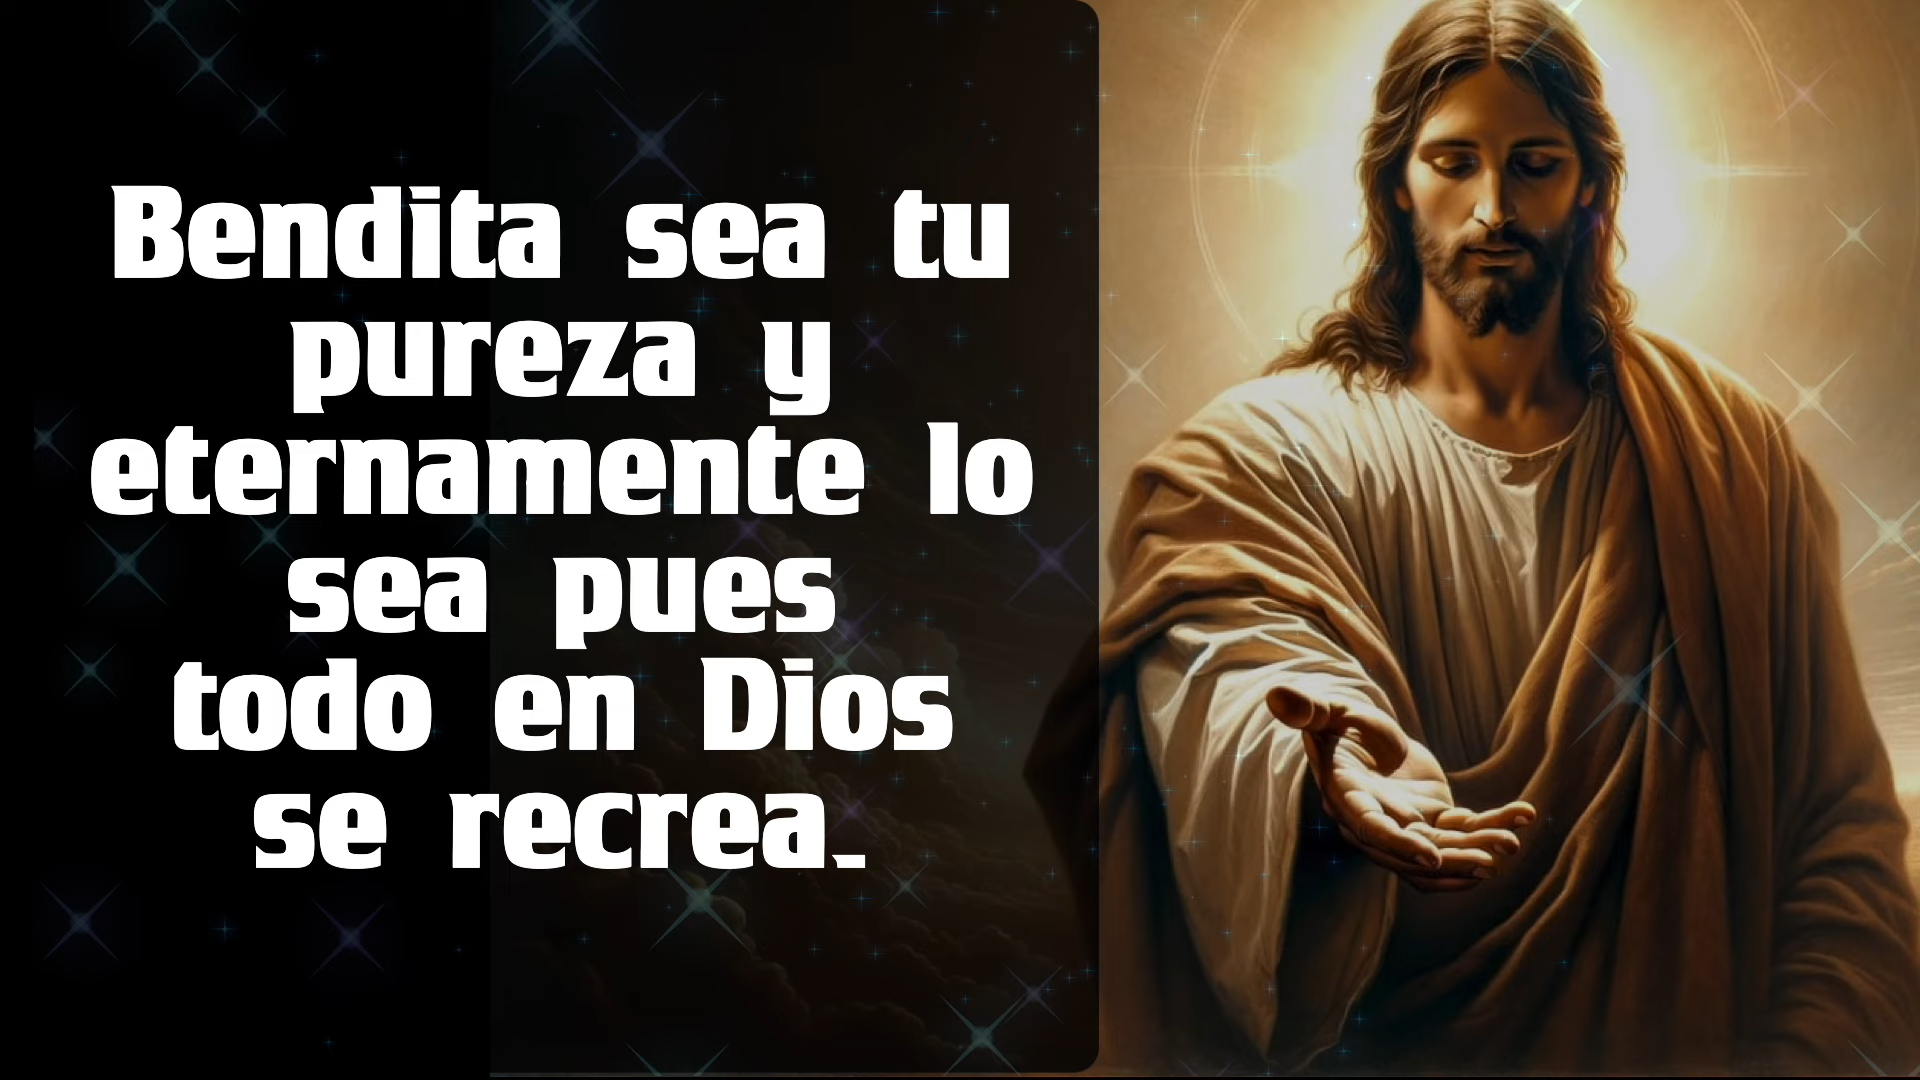 Bendita sea tu
pureza y
eternamente lo
sea pues
todo en Dios
se recrea.